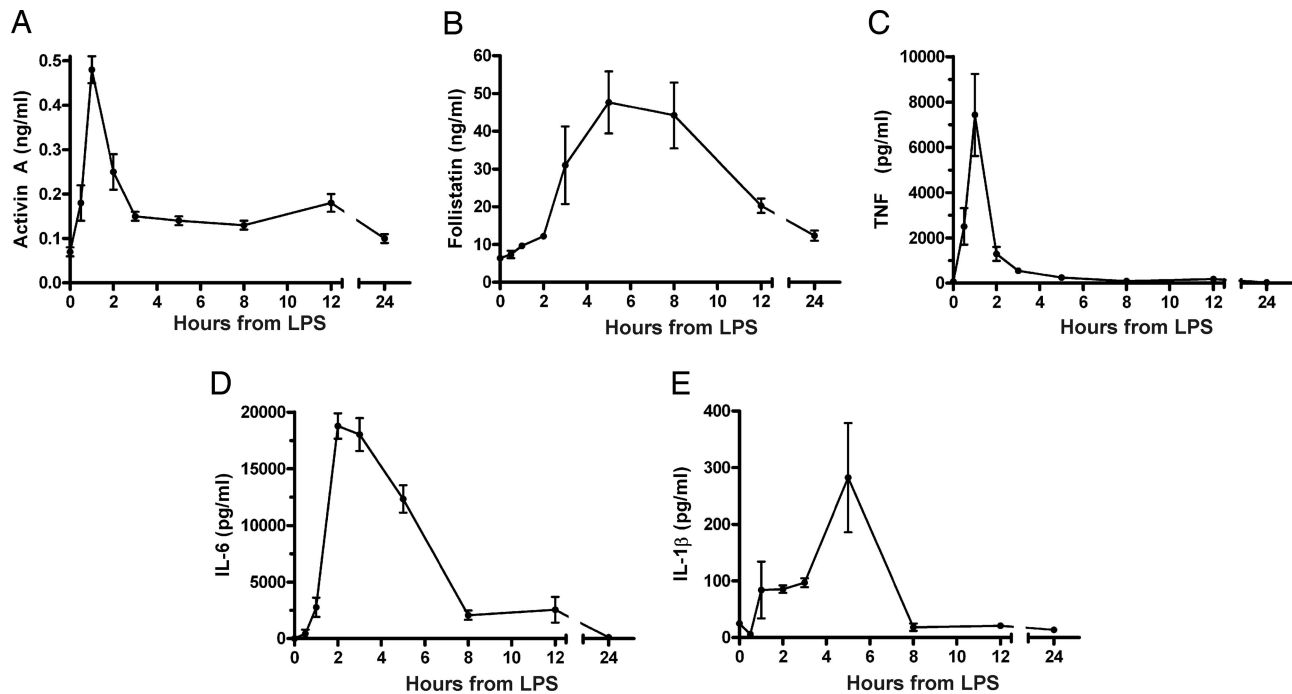 A
Activin A (ng/ml)
0.5
0.4
0.3
0.2
0.1
0.0
0 2 4 6 8 10 12 24
Hours from LPS
B
Follistatin (ng/ml)
60
50
40
30
20
10
0
0 2 4 6 8 10 12 24
Hours from LPS
C
TNF (pg/ml)
10000
8000
6000
4000
2000
0
0 2 4 6 8 10 12 24
Hours from LPS
D
IL-6 (pg/ml)
20000
15000
10000
5000
0
0 2 4 6 8 10 12 24
Hours from LPS
E
IL-1β (pg/ml)
400
300
200
100
0
0 2 4 6 8 10 12 24
Hours from LPS